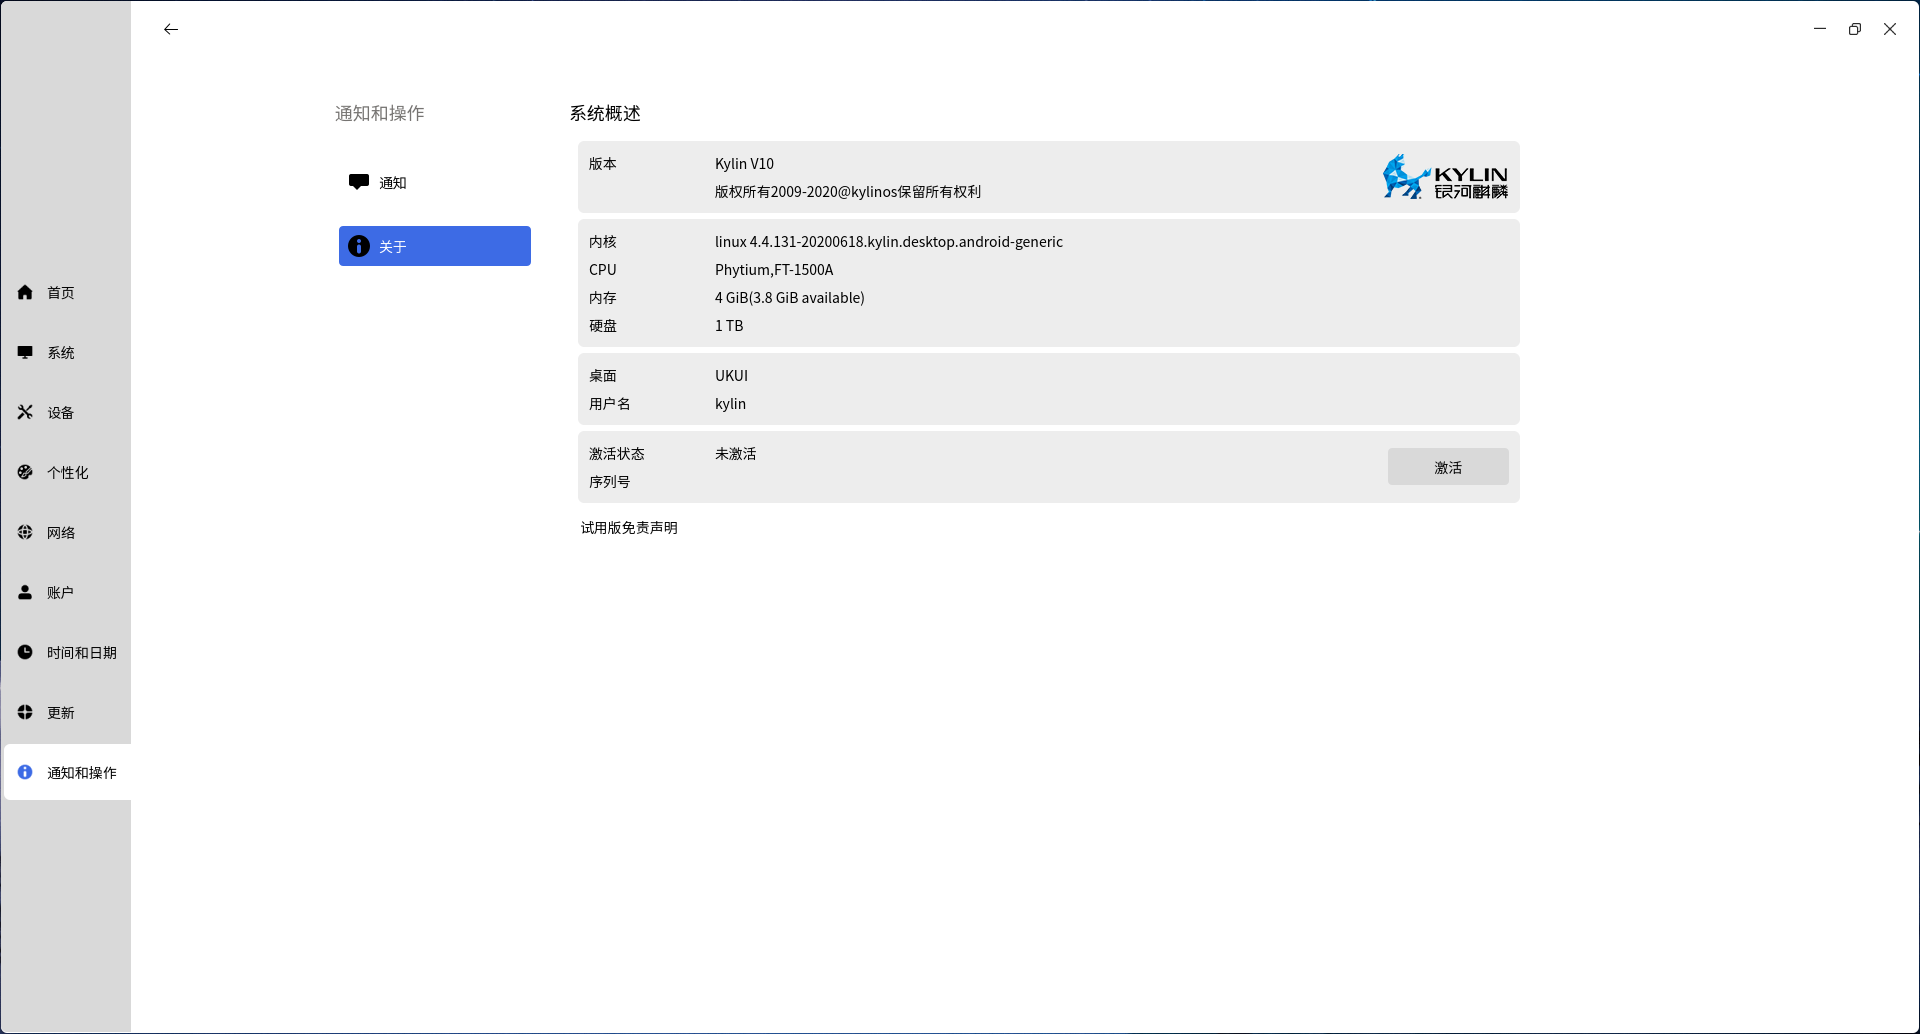 首页
系统
设备
个性化
网络
账户
时间和日期
更新
通知和操作
通知和操作
通知
关于
系统概述
版本 Kylin V10
版权所有2009-2020@kylinos保留所有权利
KYLIN
银河麒麟
内核 linux 4.4.131-20200618.kylin.desktop.android-generic
CPU Phytium,FT-1500A
内存 4 GiB(3.8 GiB available)
硬盘 1 TB
桌面 UKUI
用户名 kylin
激活状态 未激活
序列号
激活
试用版免责声明